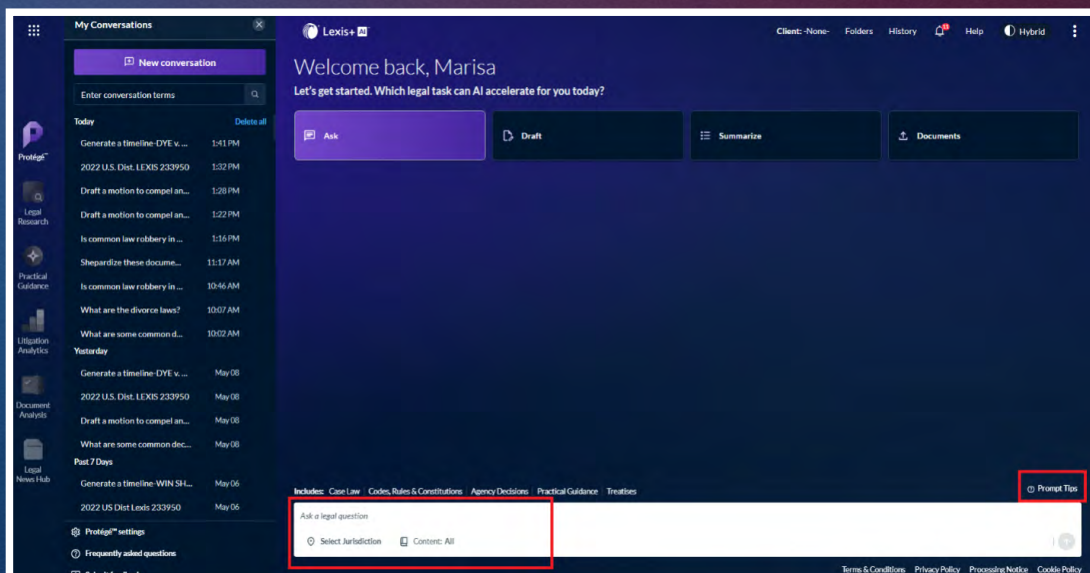 My Conversations
New conversation
Enter conversation terms
Today Delete all
Generate a timeline-DYE v. ... 1:41 PM
2022 U.S. Dist. LEXIS 233950 1:32 PM
Draft a motion to compel an... 1:28 PM
Draft a motion to compel an... 1:22 PM
Is common law robbery in ... 1:16 PM
Shepardize these docume... 11:17 AM
Is common law robbery in ... 10:46 AM
What are the divorce laws? 10:07 AM
What are some common d... 10:02 AM
Yesterday
Generate a timeline-DYE v. ... May 08
2022 U.S. Dist. LEXIS 233950 May 08
Draft a motion to compel an... May 08
What are some common dec... May 08
Past 7 Days
Generate a timeline-WIN SH... May 06
2022 US Dist Lexis 233950 May 06
Protégé™ settings
Frequently asked questions
Protégé™
Legal
Research
Practical
Guidance
Litigation
Analytics
Document
Analysis
Legal
News Hub
Lexis+ AI
Client: -None- Folders History Help Hybrid
Welcome back, Marisa
Let's get started. Which legal task can AI accelerate for you today?
Ask Draft Summarize Documents
Includes: Case Law Codes, Rules & Constitutions Agency Decisions Practical Guidance Treatises
Prompt Tips
Ask a legal question
Select Jurisdiction Content: All
Terms & Conditions Privacy Policy Processing Notice Cookie Policy